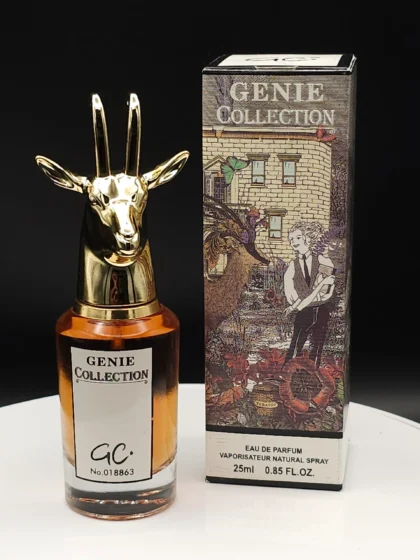 GENIE
COLLECTION
GC.
No.018863
G.C.
GENIE
COLLECTION
EAU DE PARFUM
VAPORISATEUR NATURAL SPRAY
25ml 0.85 FL.OZ.